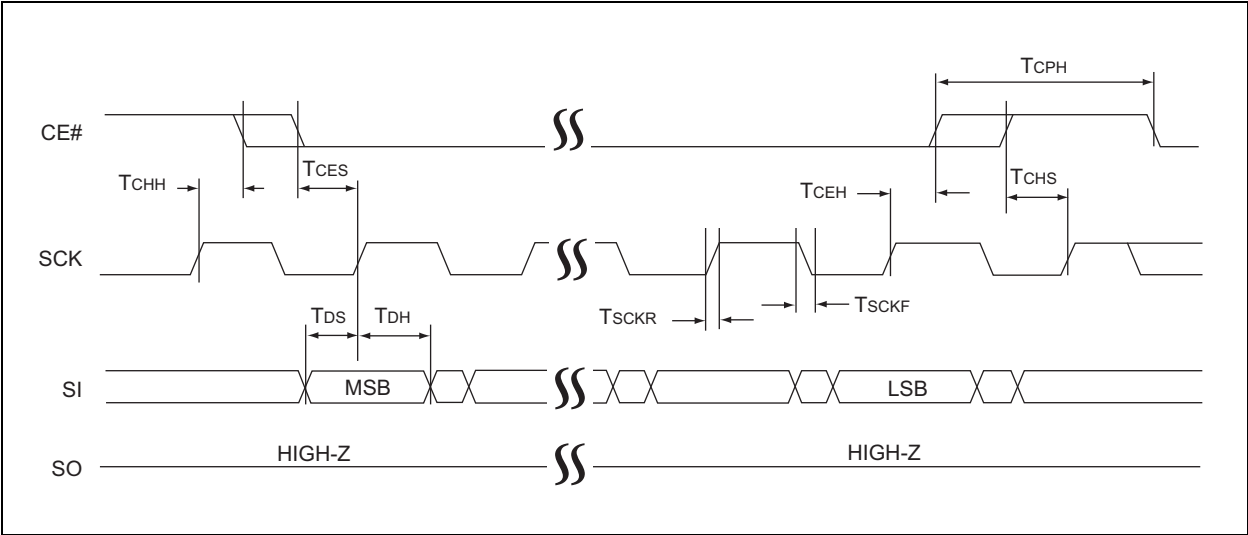 TCPH
CE#
TCES
TCHH
TCEH
TCHS
SCK
TDS
TDH
TSCKR
TSCKF
SI
MSB
LSB
HIGH-Z
HIGH-Z
SO